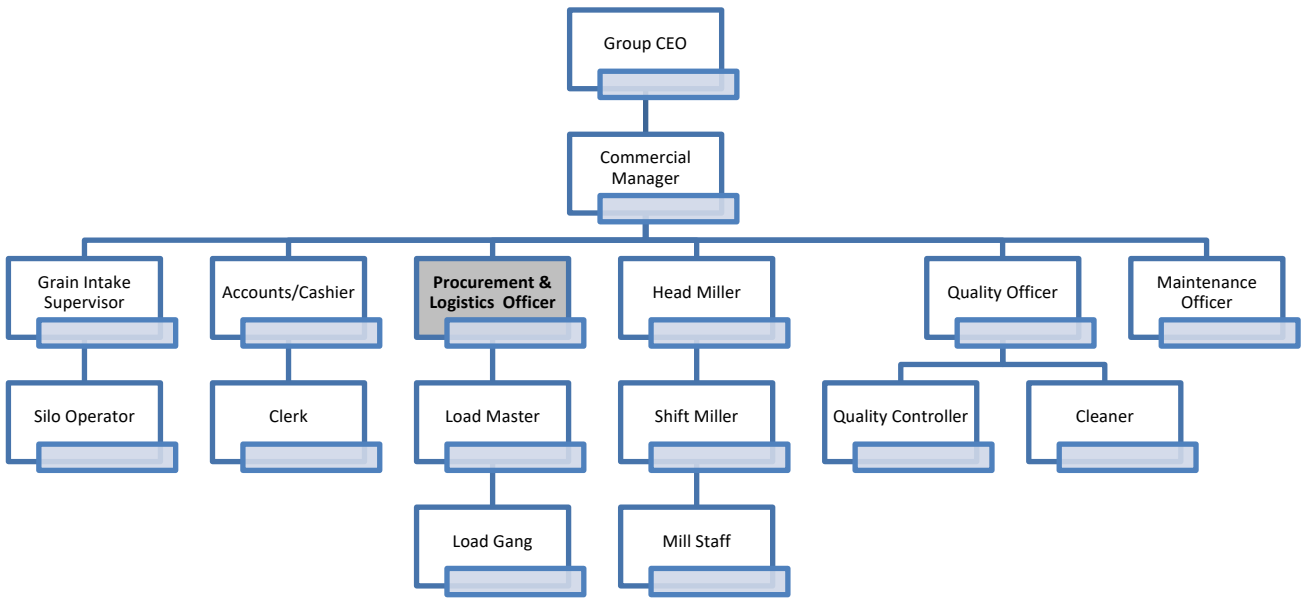 Group CEO
Commercial
Manager
Grain Intake
Supervisor
Accounts/Cashier
Procurement &
Logistics Officer
Head Miller
Quality Officer
Maintenance
Officer
Silo Operator
Clerk
Load Master
Shift Miller
Quality Controller
Cleaner
Load Gang
Mill Staff